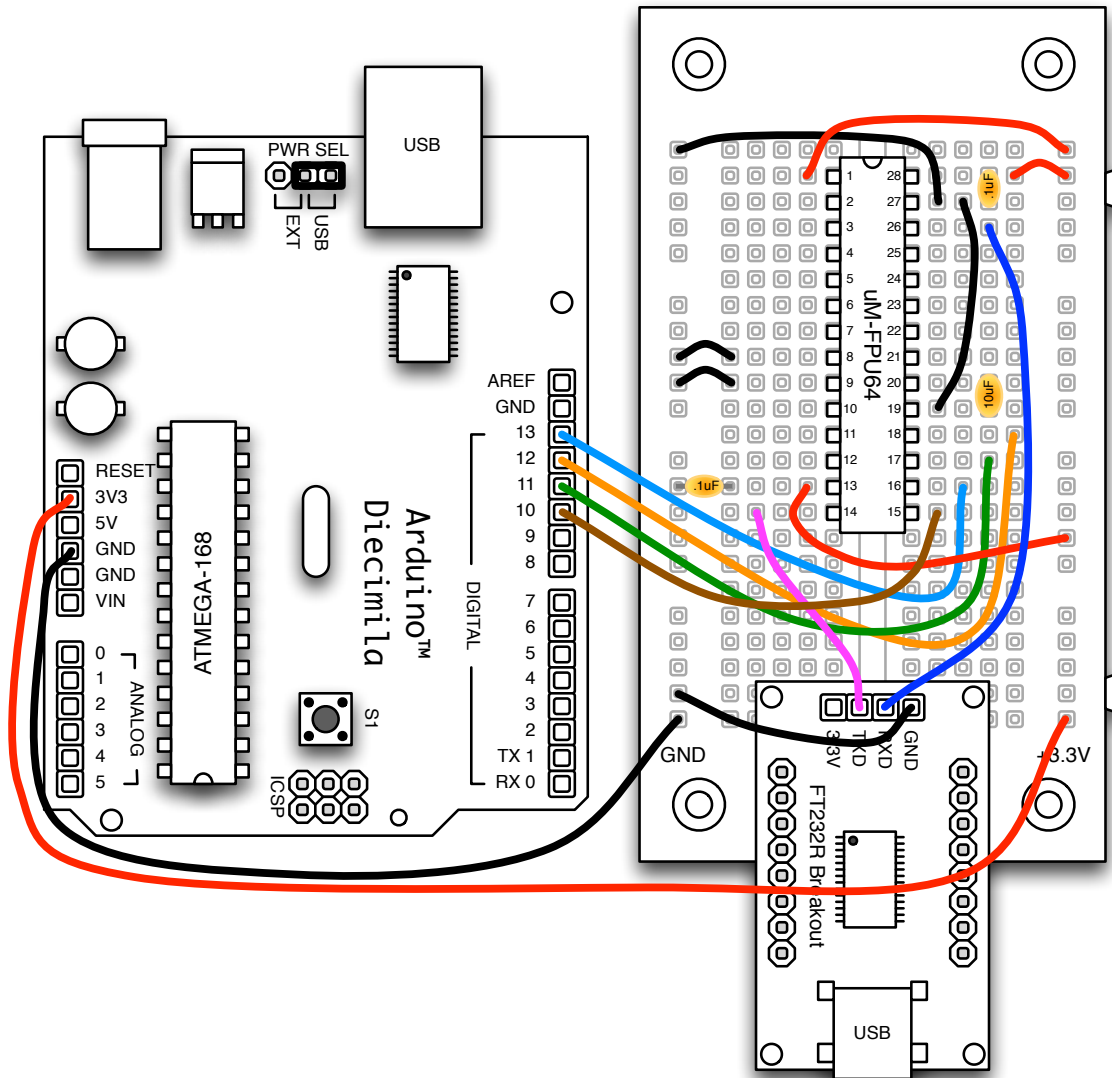 USB
PWR SEL
EXT
USB
AREF
GND
13
12
11
10
9
8
7
6
5
4
3
2
TX 1
RX 0
DIGITAL
RESET
3V3
5V
GND
GND
VIN
0
1
2
3
4
5
ANALOG
ATMEGA-168
Arduino™
Diecimila
S1
ICSP
1
2
3
4
5
6
7
8
9
10
11
12
13
14
28
27
26
25
24
23
22
21
20
19
18
17
16
15
uM-FPU64
.1uF
10uF
.1uF
GND
+3.3V
3.3V
TXD
RXD
GND
FT232R Breakout
USB